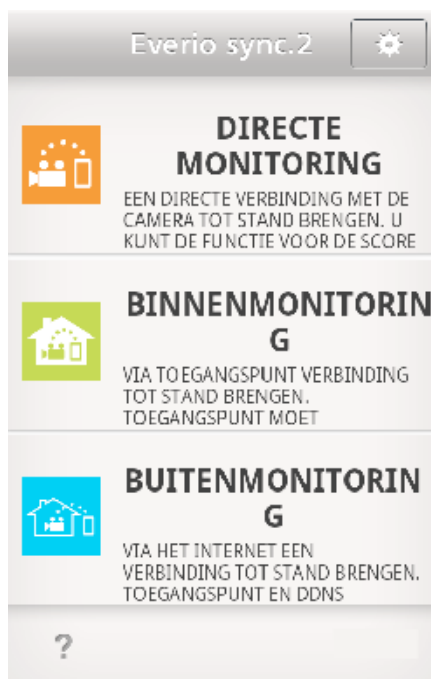 Everio sync.2
DIRECTE
MONITORING
EEN DIRECTE VERBINDING MET DE
CAMERA TOT STAND BRENGEN. U
KUNT DE FUNCTIE VOOR DE SCORE
BINNENMONITORIN
G
VIA TOEGANGSPUNT VERBINDING
TOT STAND BRENGEN.
TOEGANGSPUNT MOET
BUITENMONITORIN
G
VIA HET INTERNET EEN
VERBINDING TOT STAND BRENGEN.
TOEGANGSPUNT EN DDNS
?